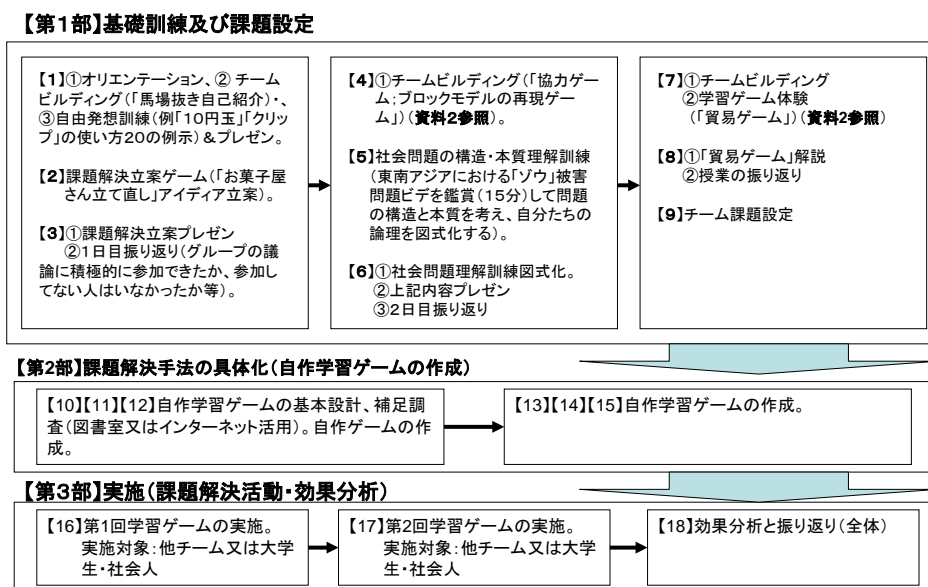 【第1部】基礎訓練及び課題設定
【1】①オリエンテーション、② チーム
ビルディング(「馬場抜き自己紹介)・、
③自由発想訓練(例「10円玉」「クリッ
プ」の使い方20の例示)&プレゼン。
【2】課題解決立案ゲーム(「お菓子屋
さん立て直し」アイディア立案)。
【3】①課題解決立案プレゼン
②1日目振り返り(グループの議
論に積極的に参加できたか、参加し
てない人はいなかったか等)。
【4】①チームビルディング(「協力ゲー
ム;ブロックモデルの再現ゲー
ム」)(資料2参照)。
【5】社会問題の構造・本質理解訓練
(東南アジアにおける「ゾウ」被害
問題ビデを鑑賞(15分)して問題
の構造と本質を考え、自分たちの
論理を図式化する)。
【6】①社会問題理解訓練図式化。
②上記内容プレゼン
③2日目振り返り
【7】①チームビルディング
②学習ゲーム体験
(「貿易ゲーム」)(資料2参照)
【8】①「貿易ゲーム」解説
②授業の振り返り
【9】チーム課題設定
【第2部】課題解決手法の具体化(自作学習ゲームの作成)
【10】【11】【12】自作学習ゲームの基本設計、補足調
査(図書室又はインターネット活用)。自作ゲームの作
成。
【13】【14】【15】自作学習ゲームの作成。
【第3部】実施(課題解決活動・効果分析)
【16】第1回学習ゲームの実施。
実施対象:他チーム又は大学
生・社会人
【17】第2回学習ゲームの実施。
実施対象:他チーム又は大学
生・社会人
【18】効果分析と振り返り(全体)